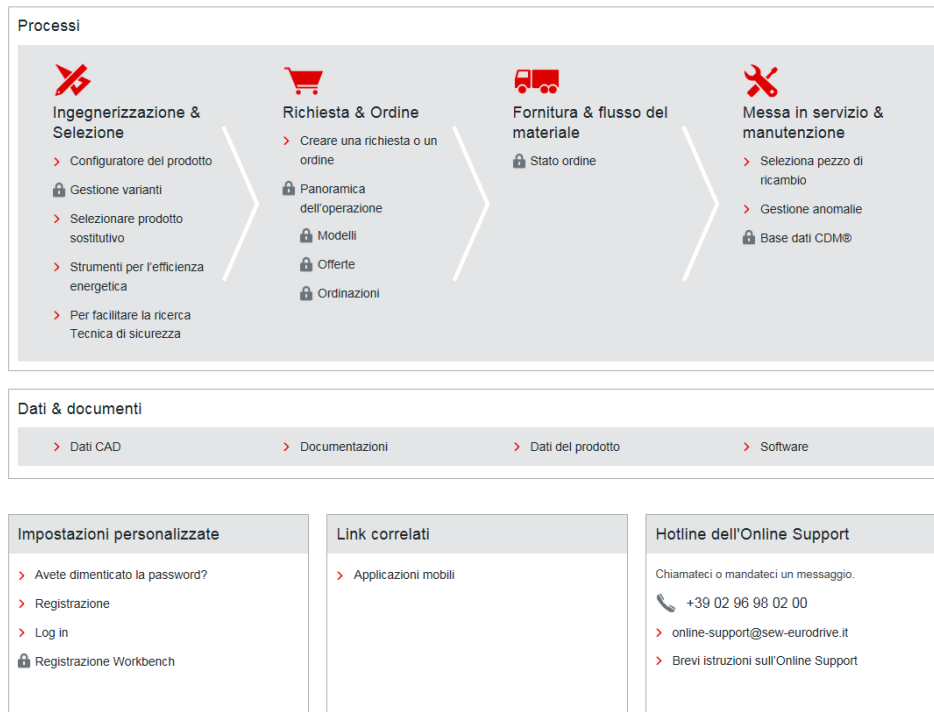 Processi
Ingegnerizzazione &
Selezione
Configuratore del prodotto
Gestione varianti
Selezionare prodotto
sostitutivo
Strumenti per l'efficienza
energetica
Per facilitare la ricerca
Tecnica di sicurezza
Richiesta & Ordine
Creare una richiesta o un
ordine
Panoramica
dell'operazione
Modelli
Offerte
Ordinazioni
Fornitura & flusso del
materiale
Stato ordine
Messa in servizio &
manutenzione
Seleziona pezzo di
ricambio
Gestione anomalie
Base dati CDM®
Dati & documenti
Dati CAD
Documentazioni
Dati del prodotto
Software
Impostazioni personalizzate
Avete dimenticato la password?
Registrazione
Log in
Registrazione Workbench
Link correlati
Applicazioni mobili
Hotline dell'Online Support
Chiamateci o mandateci un messaggio.
+39 02 96 98 02 00
online-support@sew-eurodrive.it
Brevi istruzioni sull'Online Support